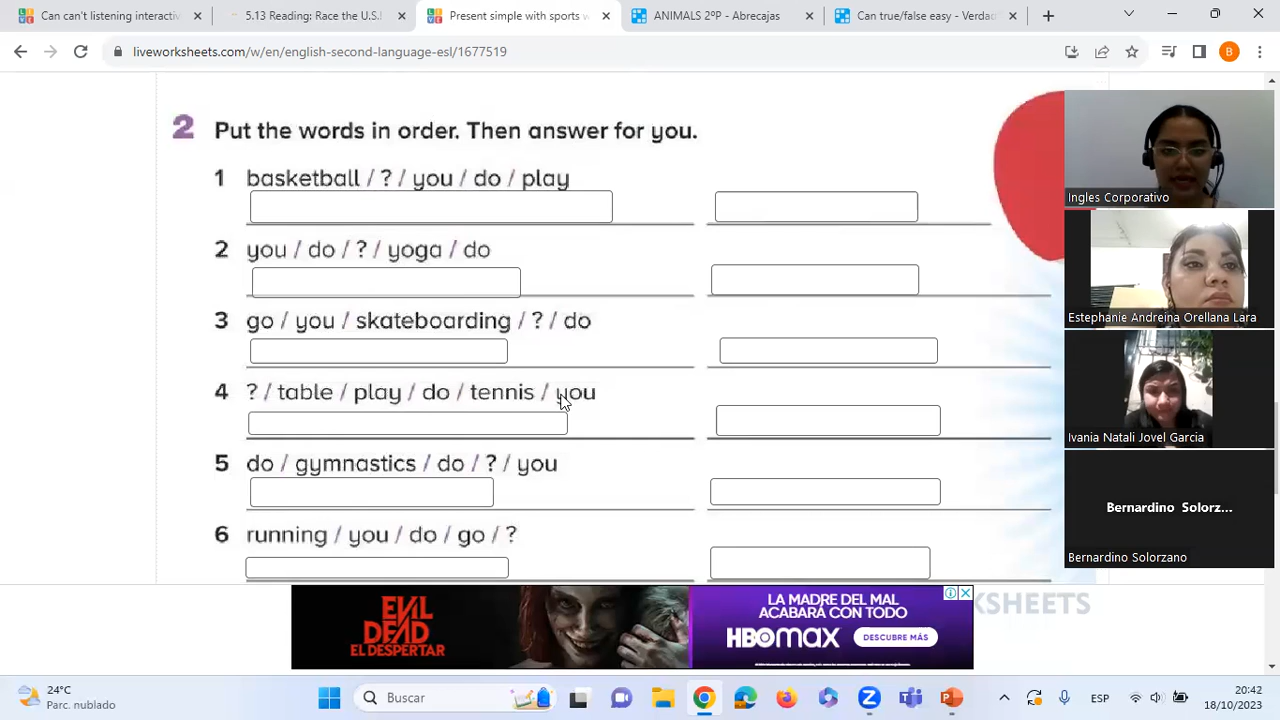 Can't listening interactiv
5.13 Reading: Race the U.S.!
Present simple with sports w
ANIMALS 2ºP - Abrecajas
Can true/false easy - Verdao
liveworksheets.com/w/en/english-second-language-esl/1677519
B
2 Put the words in order. Then answer for you.
1 basketball / ? / you / do / play
2 you / do / ? / yoga / do
3 go / you / skateboarding / ? / do
4 ? / table / play / do / tennis / you
5 do / gymnastics / do / ? / you
6 running / you / do / go / ?
Ingles Corporativo
Estephanie Andreina Orellana Lara
Ivania Natali Jovel Garcia
Bernardino Solorz...
Bernardino Solorzano
EVIL
DEAD
EL DESPERTAR
LA MADRE DEL MAL
ACABARÁ CON TODO
HBOMAX
DESCUBRE MÁS
KSHEETS
24°C
Parc. nublado
Buscar
ESP
20:42
18/10/2023